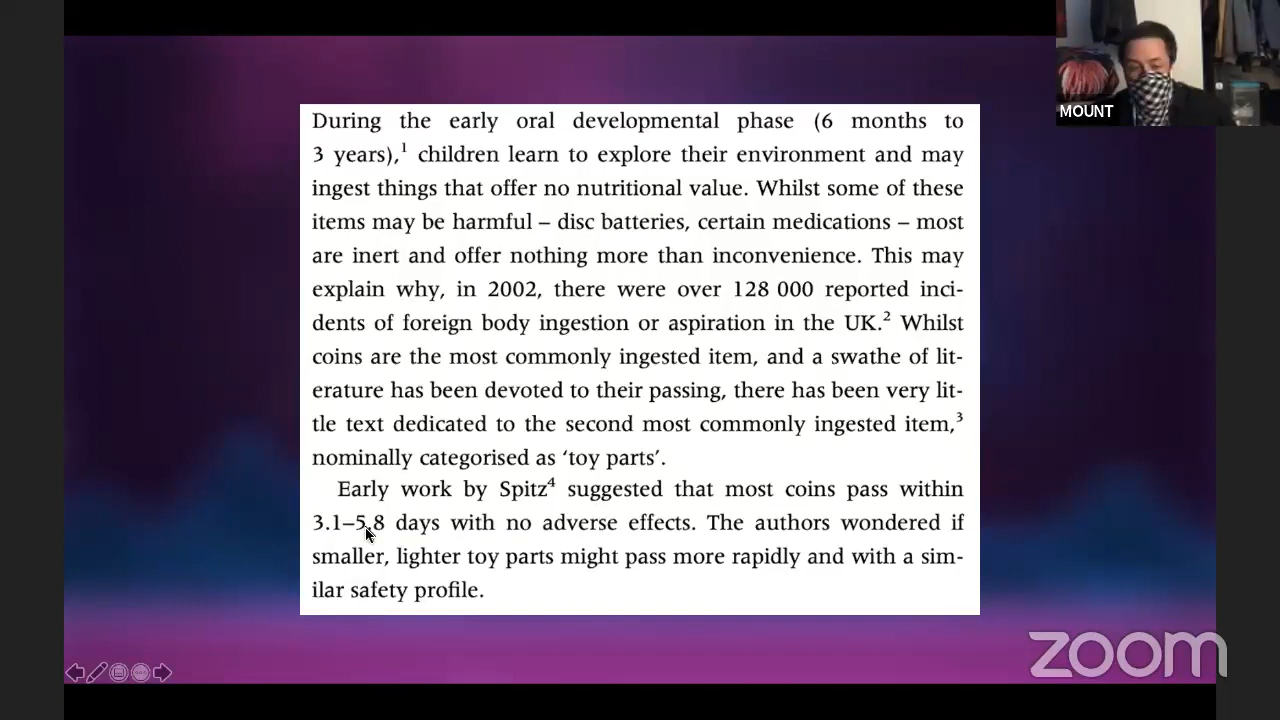 MOUNT
During the early oral developmental phase (6 months to
3 years),¹ children learn to explore their environment and may
ingest things that offer no nutritional value. Whilst some of these
items may be harmful – disc batteries, certain medications – most
are inert and offer nothing more than inconvenience. This may
explain why, in 2002, there were over 128 000 reported inci-
dents of foreign body ingestion or aspiration in the UK.² Whilst
coins are the most commonly ingested item, and a swathe of lit-
erature has been devoted to their passing, there has been very lit-
tle text dedicated to the second most commonly ingested item,³
nominally categorised as ‘toy parts’.
Early work by Spitz⁴ suggested that most coins pass within
3.1–5.8 days with no adverse effects. The authors wondered if
smaller, lighter toy parts might pass more rapidly and with a sim-
ilar safety profile.
zoom